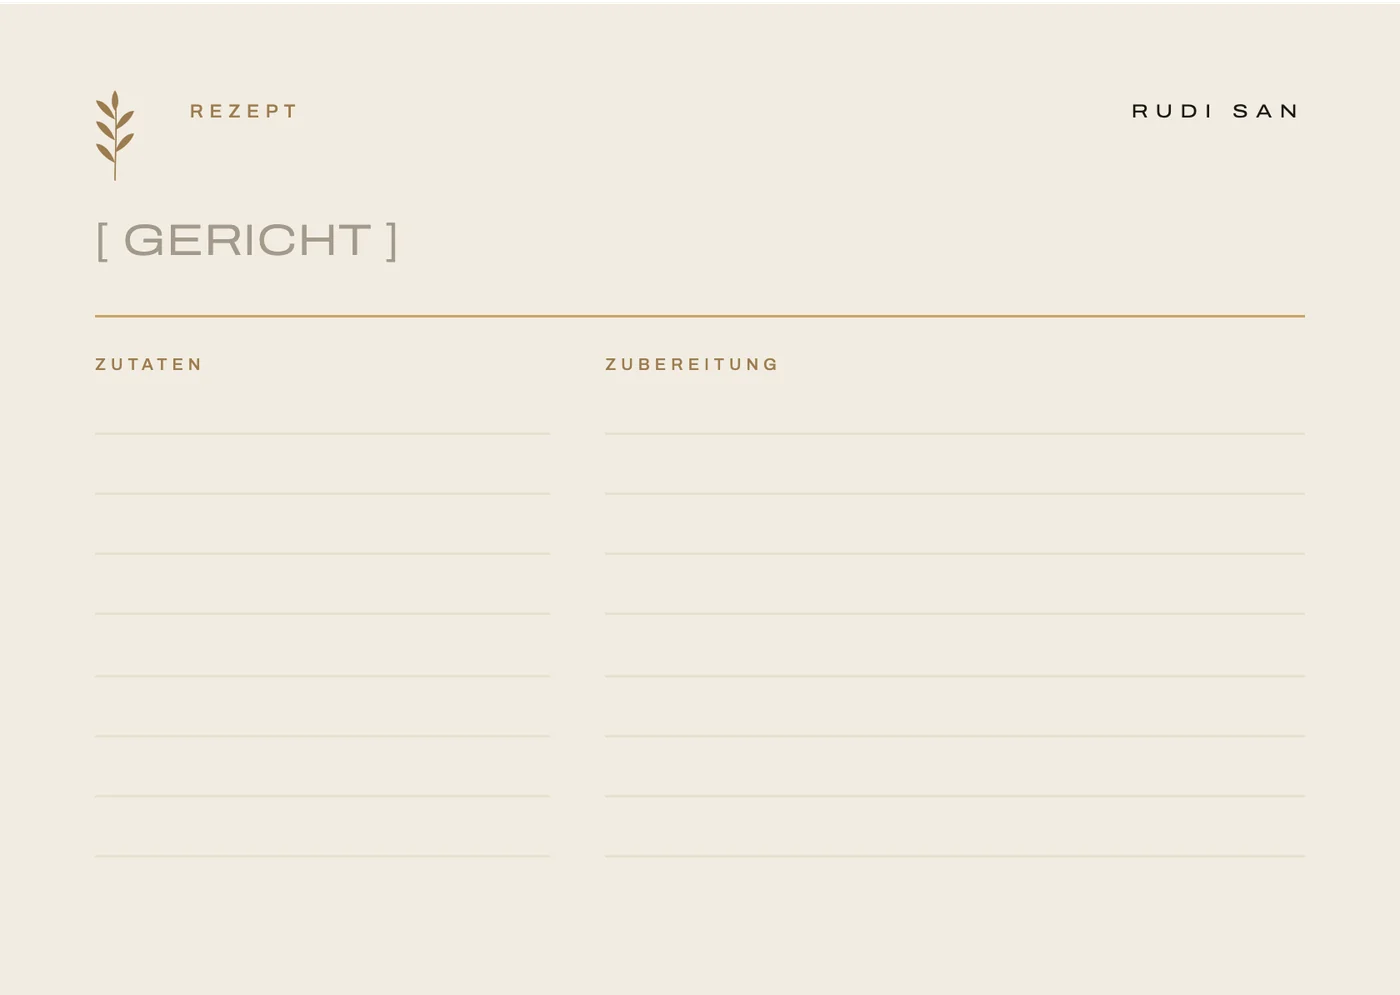 REZEPT
RUDI SAN
[ GERICHT ]
ZUTATEN
ZUBEREITUNG